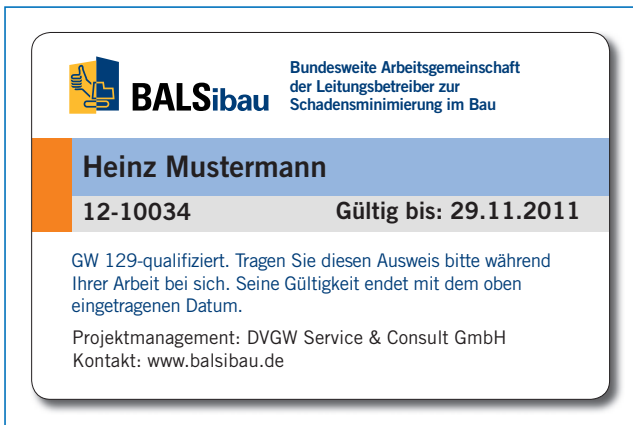 BALSibau
Bundesweite Arbeitsgemeinschaft
der Leitungsbetreiber zur
Schadensminimierung im Bau
Heinz Mustermann
12-10034 Gültig bis: 29.11.2011
GW 129-qualifiziert. Tragen Sie diesen Ausweis bitte während
Ihrer Arbeit bei sich. Seine Gültigkeit endet mit dem oben
eingetragenen Datum.
Projektmanagement: DVGW Service & Consult GmbH
Kontakt: www.balsibau.de